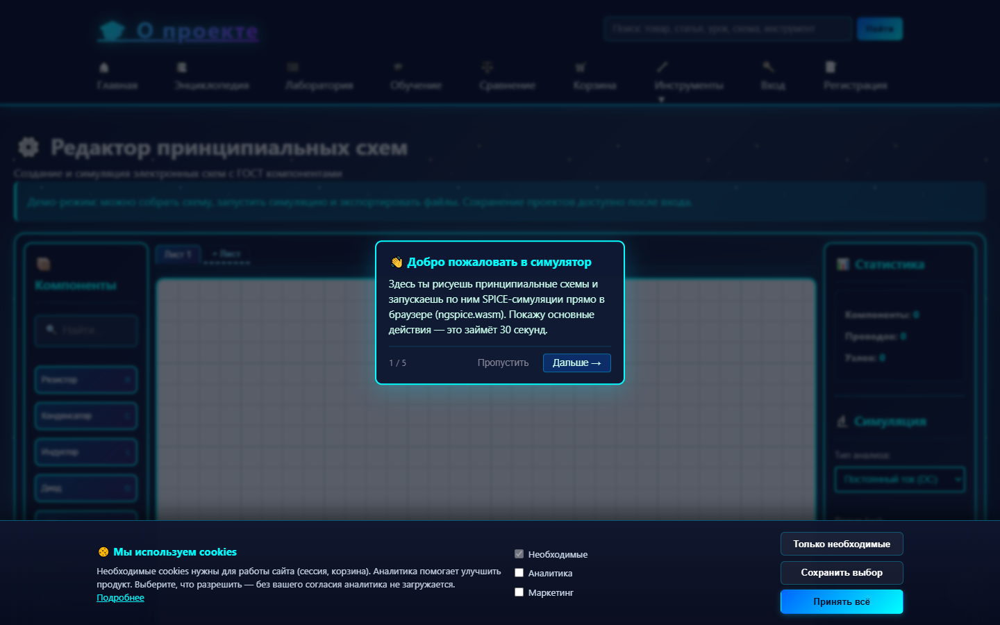 О проекте
Поиск: товар, статья, урок, схема, инструмент
Найти
Главная
Энциклопедия
Лаборатория
Обучение
Сравнение
Корзина
Инструменты
▼
Вход
Регистрация
Редактор принципиальных схем
Создание и симуляция электронных схем с ГОСТ компонентами
Демо-режим: можно собрать схему, запустить симуляцию и экспортировать файлы. Сохранение проектов доступно после входа.
Компоненты
Найти...
Резистор
Конденсатор
Индуктор
Диод
Лист 1
+ Лист
👋 Добро пожаловать в симулятор
Здесь ты рисуешь принципиальные схемы и
запускаешь по ним SPICE-симуляции прямо в
браузере (ngspice.wasm). Покажу основные
действия — это займёт 30 секунд.
1 / 5
Пропустить
Дальше →
Статистика
Компоненты: 0
Проводов: 0
Узлов: 0
Симуляция
Тип анализа:
Постоянный ток (DC)
🍪 Мы используем cookies
Необходимые cookies нужны для работы сайта (сессия, корзина). Аналитика помогает улучшить
продукт. Выберите, что разрешить — без вашего согласия аналитика не загружается.
Подробнее
Необходимые
Аналитика
Маркетинг
Только необходимые
Сохранить выбор
Принять всё